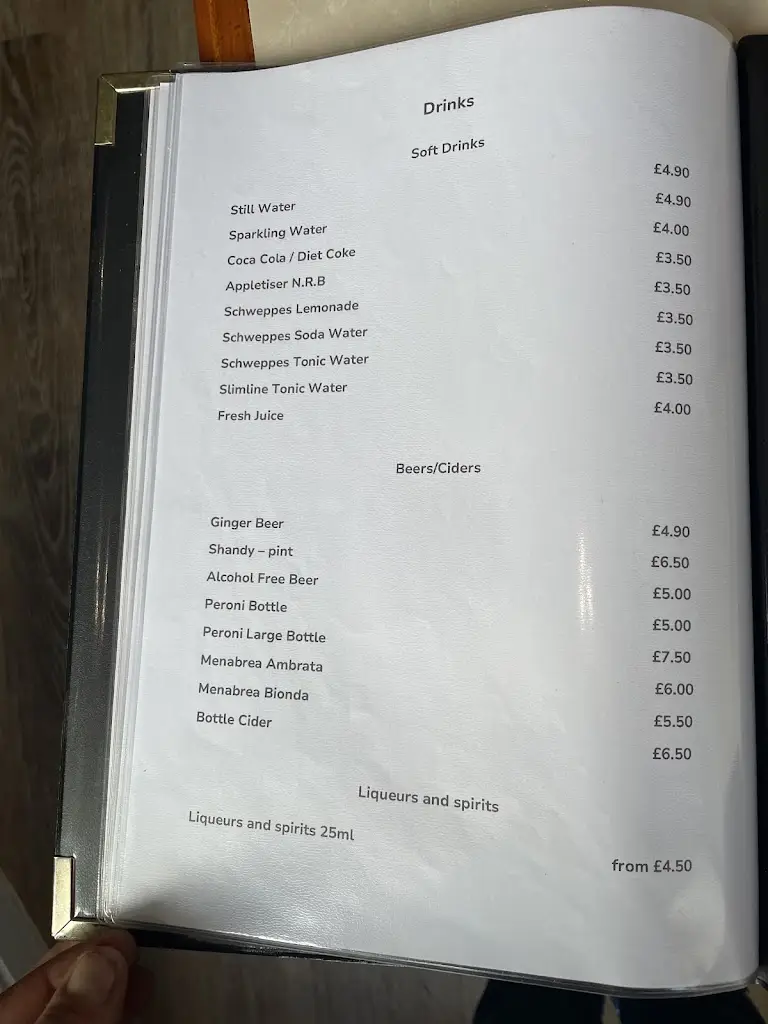 Drinks
Soft Drinks
Still Water £4.90
Sparkling Water £4.90
Coca Cola / Diet Coke £4.00
Appletiser N.R.B £3.50
Schweppes Lemonade £3.50
Schweppes Soda Water £3.50
Schweppes Tonic Water £3.50
Slimline Tonic Water £3.50
Fresh Juice £4.00
Beers/Ciders
Ginger Beer £4.90
Shandy – pint £6.50
Alcohol Free Beer £5.00
Peroni Bottle £5.00
Peroni Large Bottle £7.50
Menabrea Ambrata £6.00
Menabrea Bionda £5.50
Bottle Cider £6.50
Liqueurs and spirits
Liqueurs and spirits 25ml from £4.50